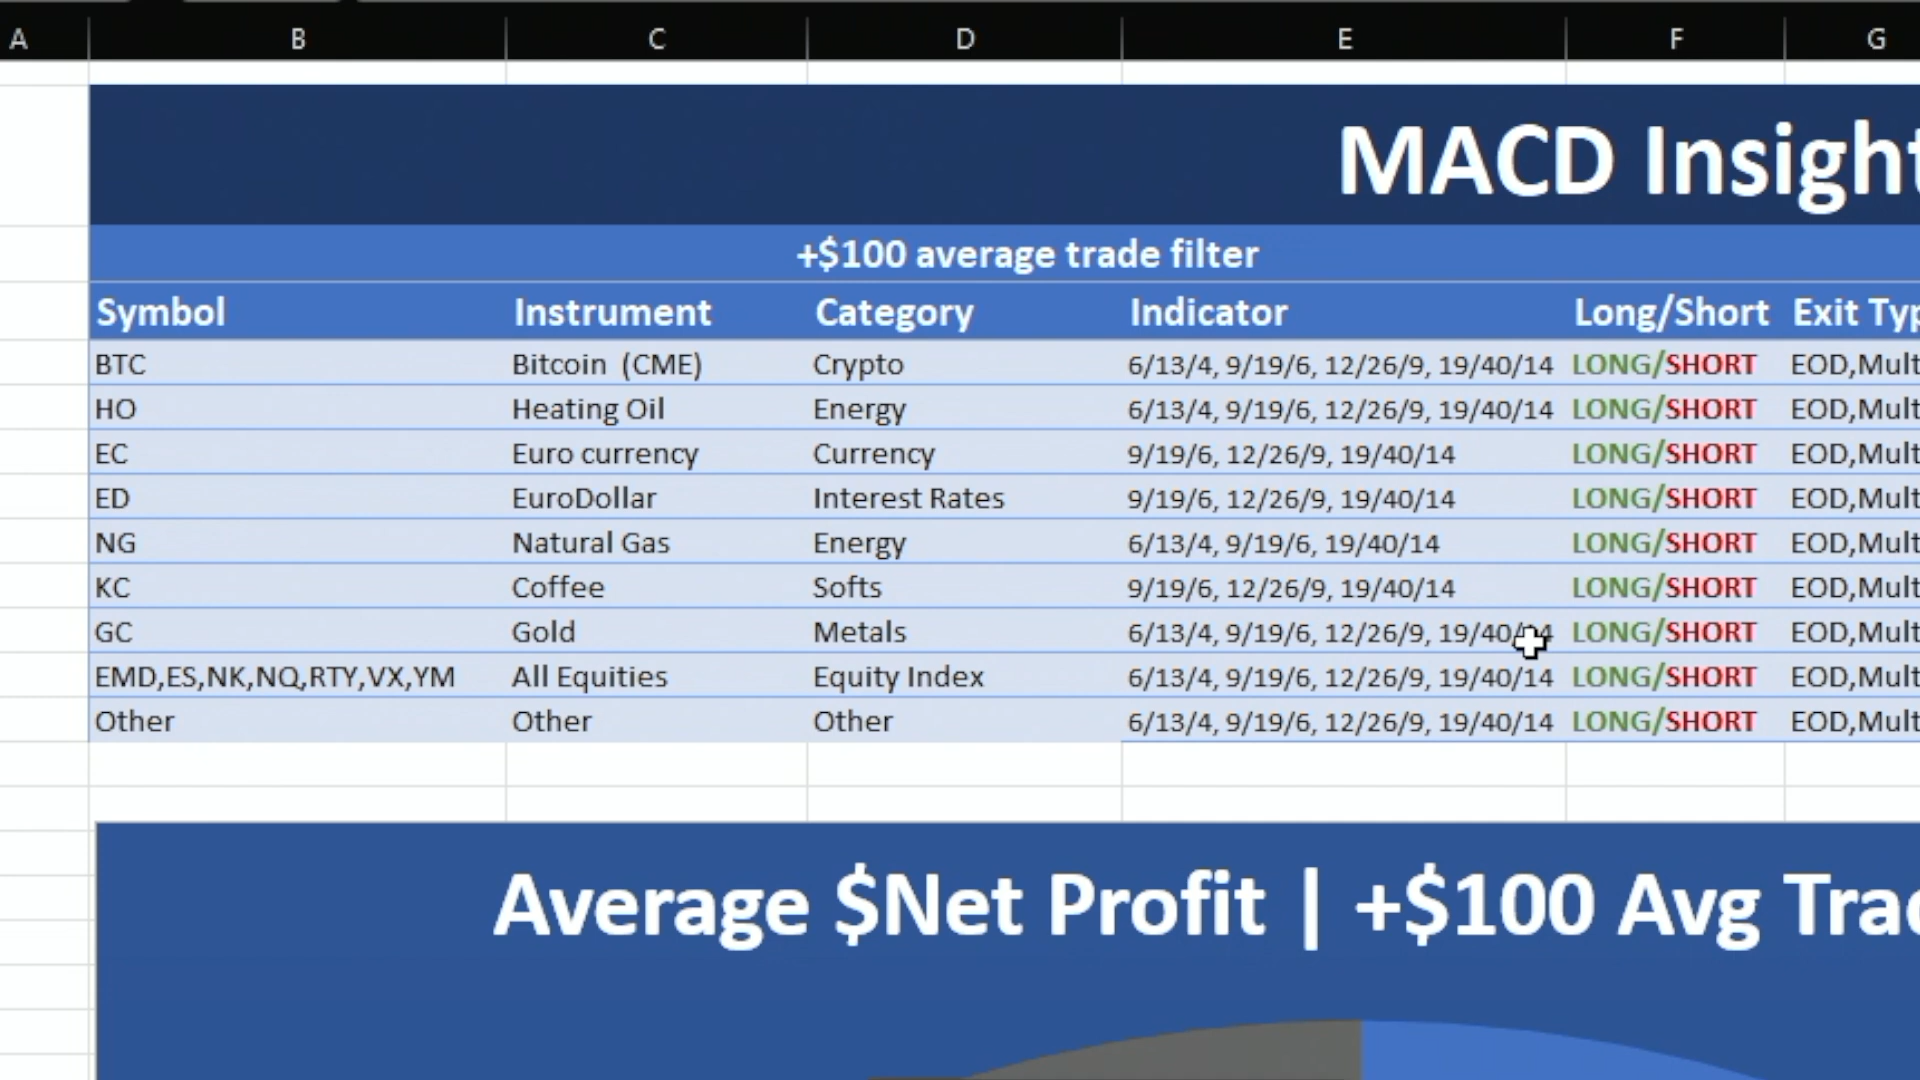 A B C D E F G
MACD Insight
+$100 average trade filter
Symbol Instrument Category Indicator Long/Short Exit Typ
BTC Bitcoin (CME) Crypto 6/13/4, 9/19/6, 12/26/9, 19/40/14 LONG/SHORT EOD,Mult
HO Heating Oil Energy 6/13/4, 9/19/6, 12/26/9, 19/40/14 LONG/SHORT EOD,Mult
EC Euro currency Currency 9/19/6, 12/26/9, 19/40/14 LONG/SHORT EOD,Mult
ED EuroDollar Interest Rates 9/19/6, 12/26/9, 19/40/14 LONG/SHORT EOD,Mult
NG Natural Gas Energy 6/13/4, 9/19/6, 19/40/14 LONG/SHORT EOD,Mult
KC Coffee Softs 9/19/6, 12/26/9, 19/40/14 LONG/SHORT EOD,Mult
GC Gold Metals 6/13/4, 9/19/6, 12/26/9, 19/40/14 LONG/SHORT EOD,Mult
EMD,ES,NK,NQ,RTY,VX,YM All Equities Equity Index 6/13/4, 9/19/6, 12/26/9, 19/40/14 LONG/SHORT EOD,Mult
Other Other Other 6/13/4, 9/19/6, 12/26/9, 19/40/14 LONG/SHORT EOD,Mult
Average $Net Profit | +$100 Avg Trad